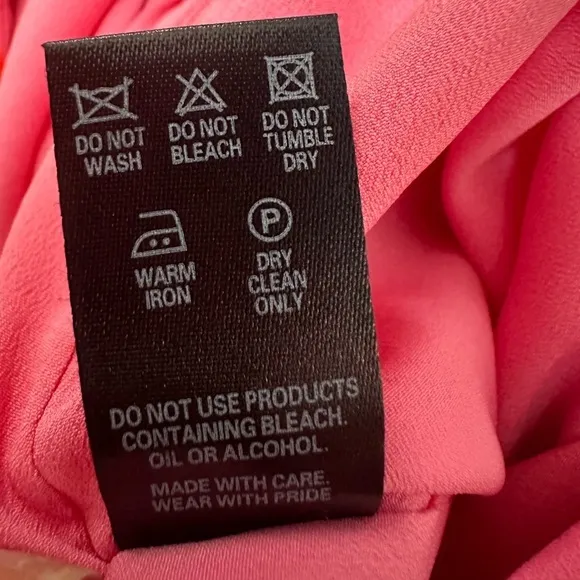 DO NOT WASH
DO NOT BLEACH
DO NOT TUMBLE DRY
WARM IRON
P
DRY CLEAN ONLY
DO NOT USE PRODUCTS
CONTAINING BLEACH.
OIL OR ALCOHOL.
MADE WITH CARE.
WEAR WITH PRIDE